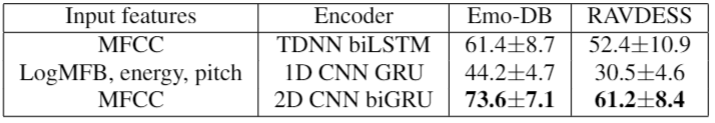 Input features Encoder Emo-DB RAVDESS
MFCC TDNN biLSTM 61.4±8.7 52.4±10.9
LogMFB, energy, pitch 1D CNN GRU 44.2±4.7 30.5±4.6
MFCC 2D CNN biGRU 73.6±7.1 61.2±8.4